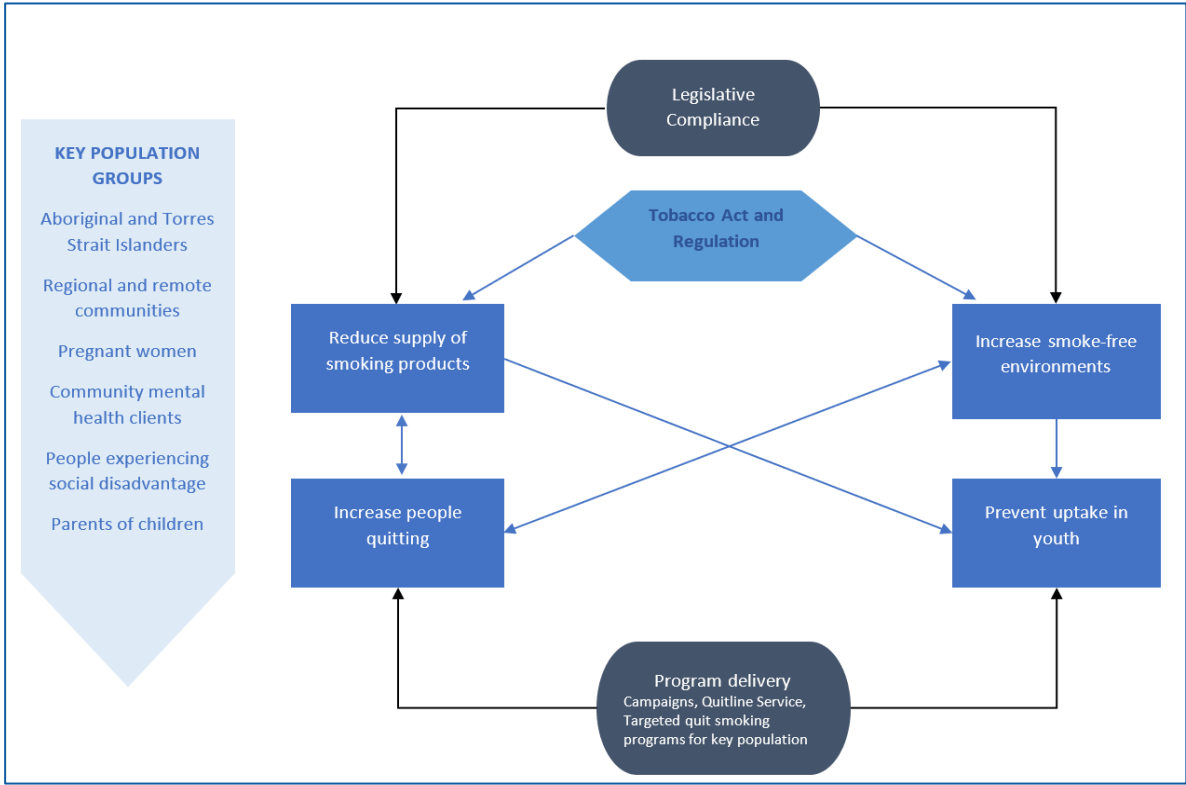 Legislative
Compliance
KEY POPULATION
GROUPS
Aboriginal and Torres
Strait Islanders
Regional and remote
communities
Pregnant women
Community mental
health clients
People experiencing
social disadvantage
Parents of children
Tobacco Act and
Regulation
Reduce supply of
smoking products
Increase smoke-free
environments
Increase people
quitting
Prevent uptake in
youth
Program delivery
Campaigns, Quitline Service,
Targeted quit smoking
programs for key population